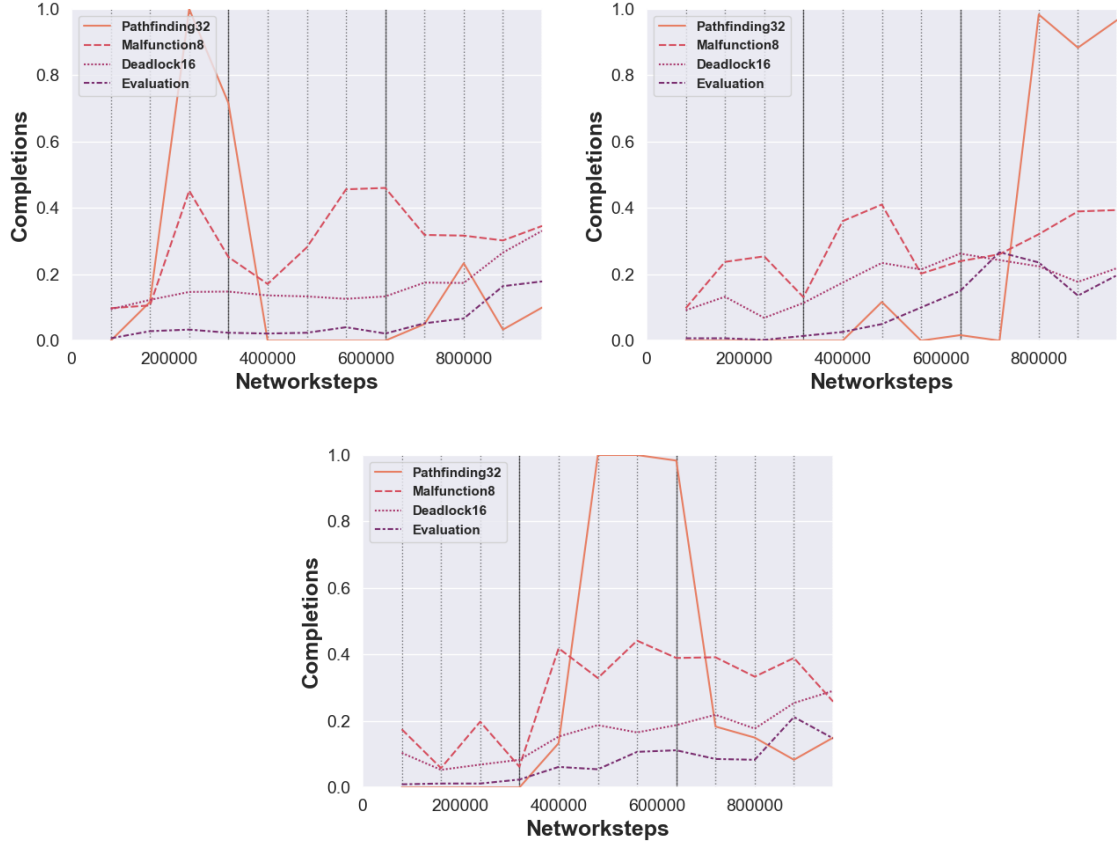 1.0
0.8
0.6
0.4
0.2
0.0
Completions
Pathfinding32
Malfunction8
Deadlock16
Evaluation
0 200000 400000 600000 800000
Networksteps
1.0
0.8
0.6
0.4
0.2
0.0
Completions
Pathfinding32
Malfunction8
Deadlock16
Evaluation
0 200000 400000 600000 800000
Networksteps
1.0
0.8
0.6
0.4
0.2
0.0
Completions
Pathfinding32
Malfunction8
Deadlock16
Evaluation
0 200000 400000 600000 800000
Networksteps